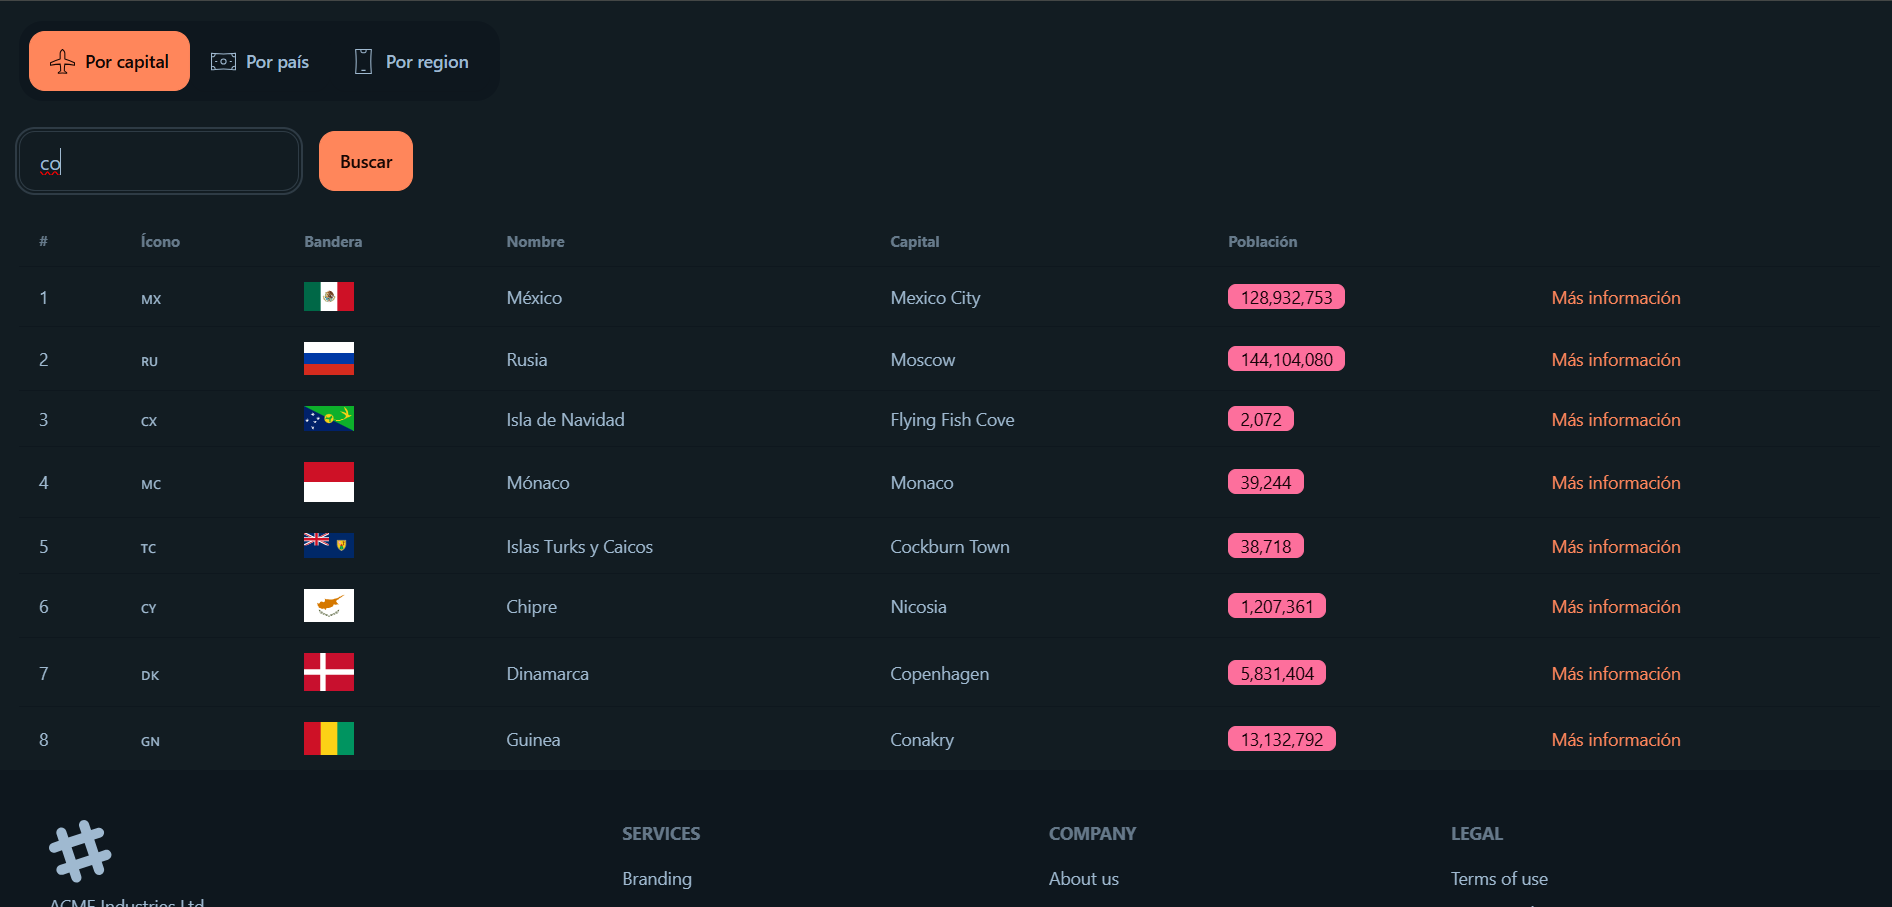 Por capital Por país Por region
co Buscar
# Ícono Bandera Nombre Capital Población
1 MX México Mexico City 128,932,753 Más información
2 RU Rusia Moscow 144,104,080 Más información
3 CX Isla de Navidad Flying Fish Cove 2,072 Más información
4 MC Mónaco Monaco 39,244 Más información
5 TC Islas Turks y Caicos Cockburn Town 38,718 Más información
6 CY Chipre Nicosia 1,207,361 Más información
7 DK Dinamarca Copenhagen 5,831,404 Más información
8 GN Guinea Conakry 13,132,792 Más información
SERVICES COMPANY LEGAL
Branding About us Terms of use
ACME Industries Ltd